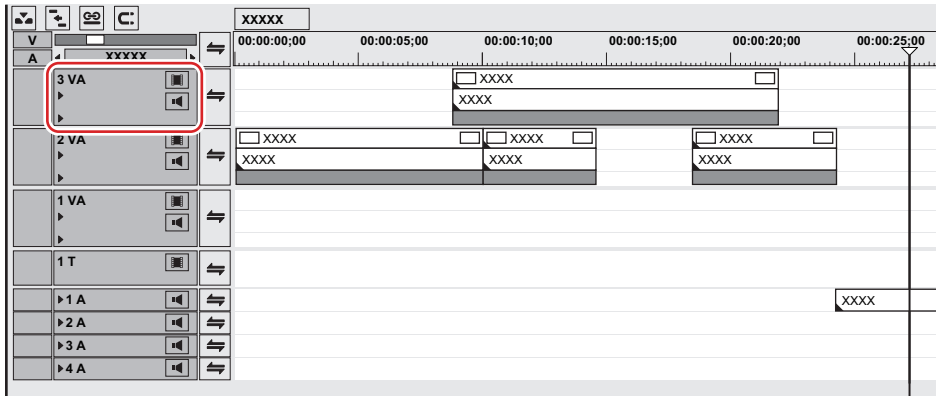 XXXXX
V
00:00:00;00 00:00:05;00 00:00:10;00 00:00:15;00 00:00:20;00 00:00:25;00
A XXXXX
3 VA XXXX
XXXX
2 VA XXXX XXXX XXXX
XXXX XXXX XXXX
1 VA
1 T
1 A XXXX
2 A
3 A
4 A